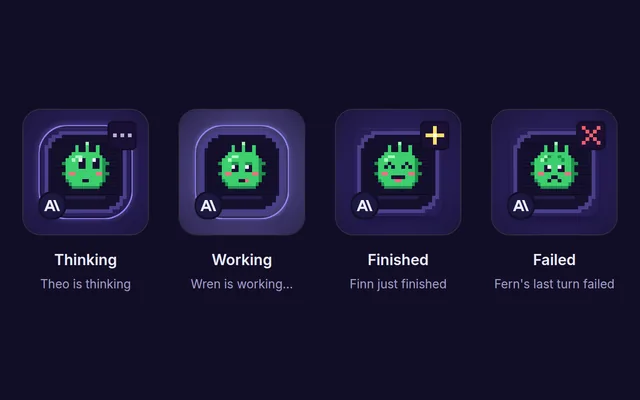 Thinking
Theo is thinking
Working
Wren is working...
Finished
Finn just finished
Failed
Fern's last turn failed